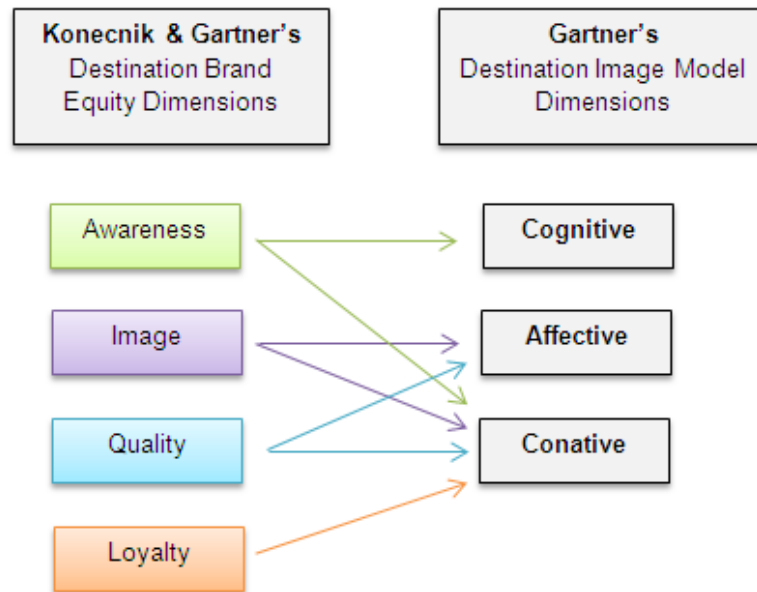 Konecnik & Gartner’s
Destination Brand
Equity Dimensions
Gartner’s
Destination Image Model
Dimensions
Awareness
Cognitive
Image
Affective
Quality
Conative
Loyalty